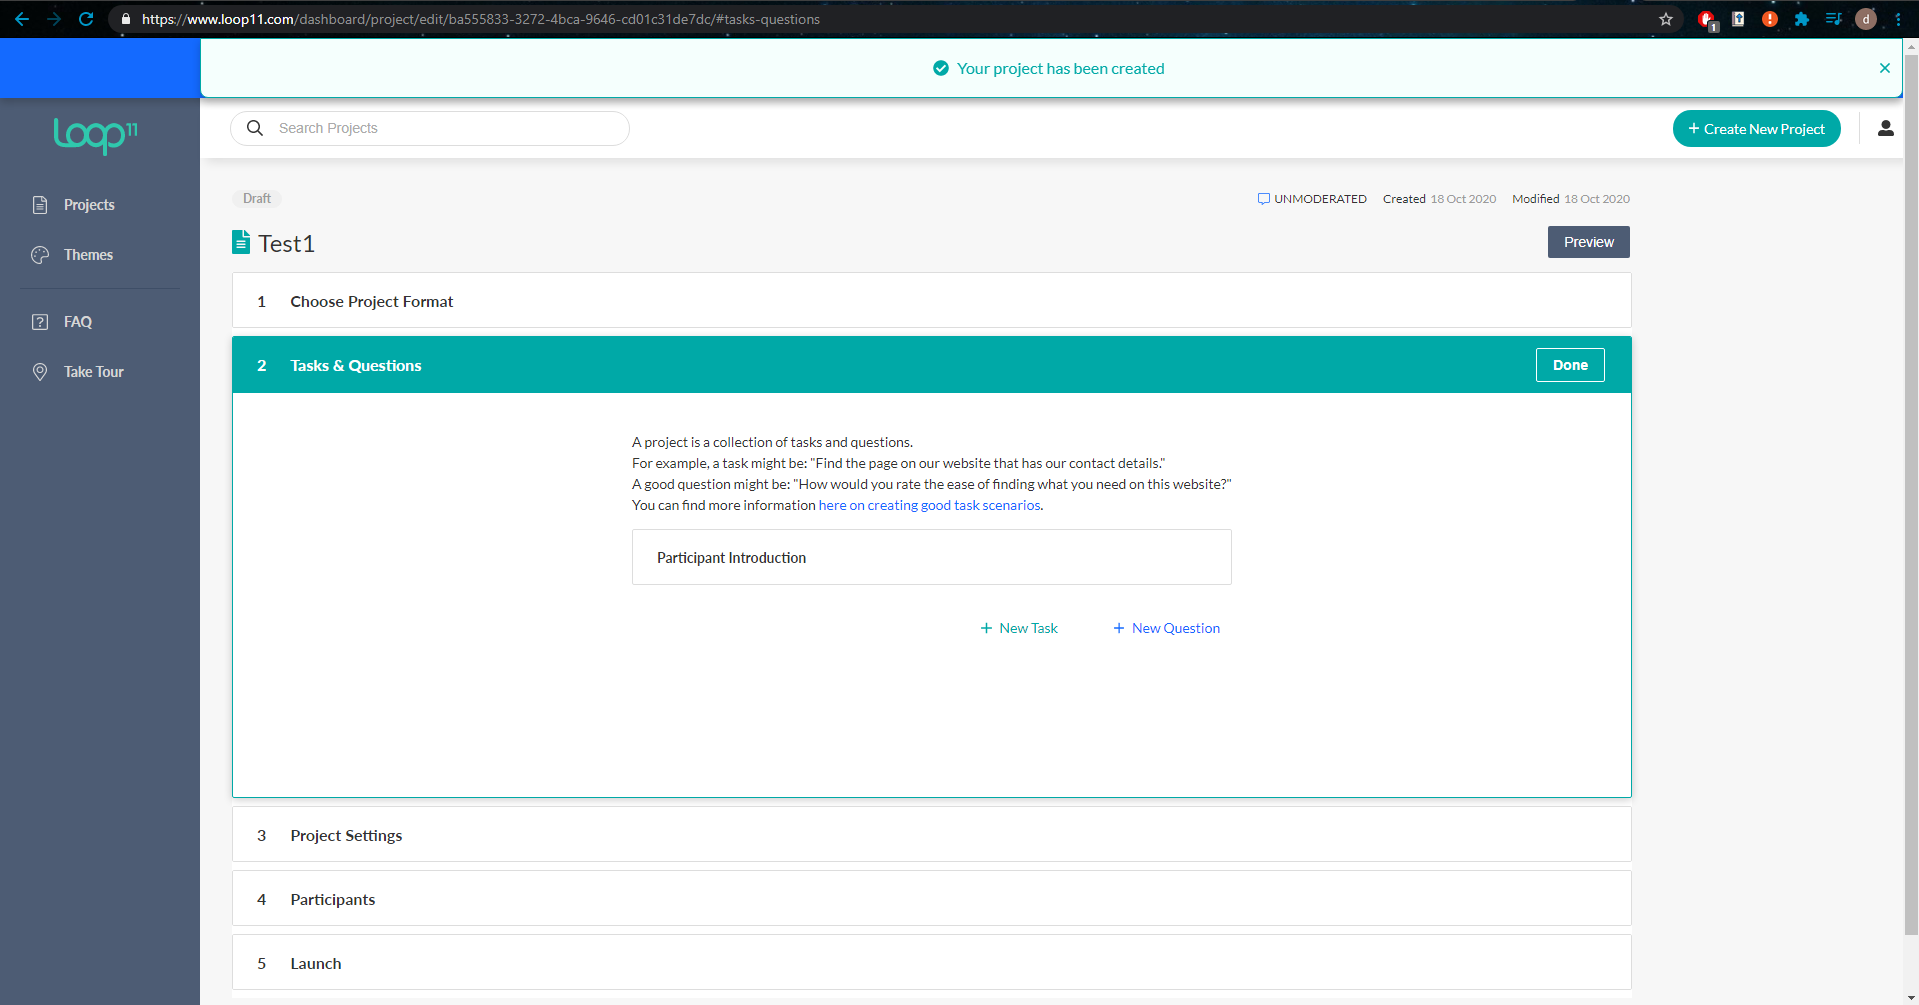 https://www.loop11.com/dashboard/project/edit/ba555833-3272-4bca-9646-cd01c31de7dc/#tasks-questions
1
d
Your project has been created
Loop11
Search Projects
+ Create New Project
Projects
Themes
FAQ
Take Tour
Draft
UNMODERATED Created 18 Oct 2020 Modified 18 Oct 2020
Test1
Preview
1 Choose Project Format
2 Tasks & Questions
Done
A project is a collection of tasks and questions.
For example, a task might be: "Find the page on our website that has our contact details."
A good question might be: "How would you rate the ease of finding what you need on this website?"
You can find more information here on creating good task scenarios.
Participant Introduction
+ New Task
+ New Question
3 Project Settings
4 Participants
5 Launch